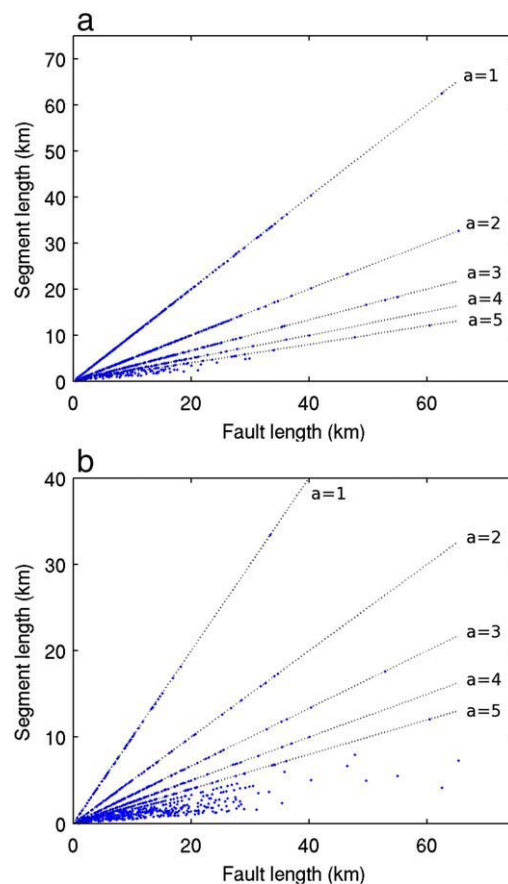 a
70
60
50
40
30
20
10
0
Segment length (km)
a=1
a=2
a=3
a=4
a=5
0 20 40 60
Fault length (km)
b
40
30
20
10
0
Segment length (km)
a=1
a=2
a=3
a=4
a=5
0 20 40 60
Fault length (km)